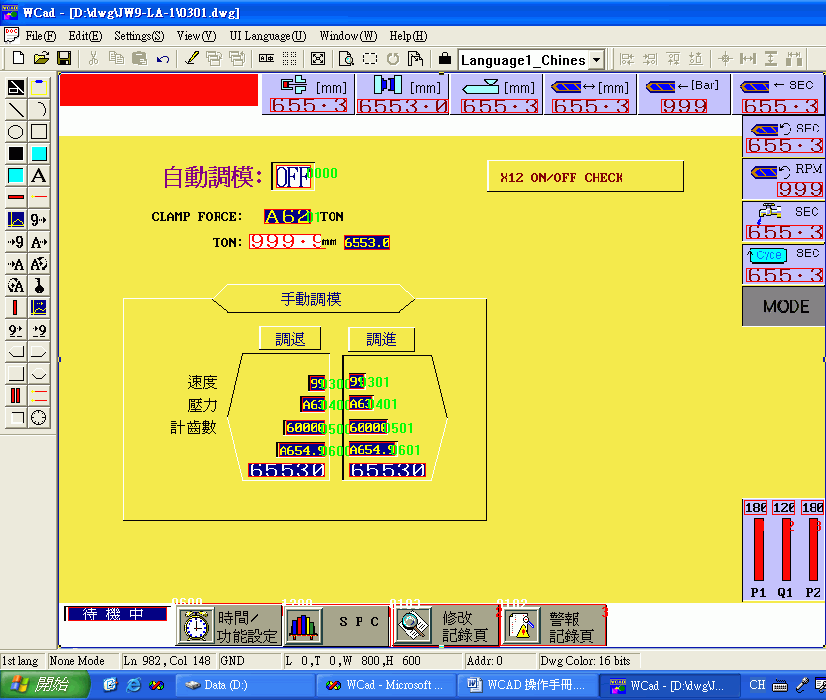 WCad - [D:\dwg\JW9-LA-1\0301.dwg]
File(F) Edit(E) Settings(S) View(V) UI Language(U) Window(W) Help(H)
Language1_Chines
[mm] [mm] [mm] [mm] [Bar] SEC
655.3 6553.0 655.3 655.3 999 655.3
SEC
655.3
RPM
999
SEC
655.3
Cyce SEC
655.3
MODE
自動調模: OFF 0000
X12 ON/OFF CHECK
CLAMP FORCE: A62 01 TON
TON: 999.9 mm 6553.0
手動調模
調退 調進
速度 99 0300 99 0301
壓力 A63 0400 A63 0401
計齒數 60000 0500 60000 0501
A654.9 0600 A654.9 0601
65530 65530
180 120 180
2 3
P1 Q1 P2
待機中
時間/
功能設定
S P C
修改
記錄頁
2
警報
記錄頁
3
1st lang None Mode Ln 982, Col 148 GND L 0,T 0,W 800,H 600 Addr: 0 Dwg Color: 16 bits
開始 Data (D:) WCad - Microsoft ... WCAD 操作手冊.... WCad - [D:\dwg\J... CH